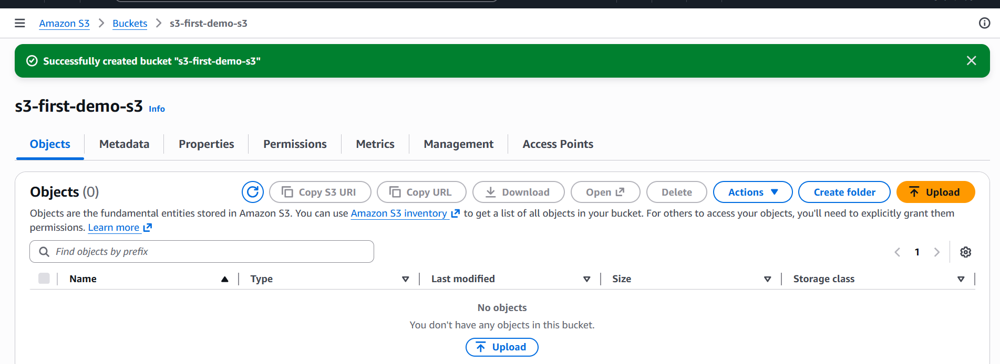 Amazon S3 > Buckets > s3-first-demo-s3
Successfully created bucket "s3-first-demo-s3"
s3-first-demo-s3 Info
Objects Metadata Properties Permissions Metrics Management Access Points
Objects (0) Copy S3 URI Copy URL Download Open Delete Actions Create folder Upload
Objects are the fundamental entities stored in Amazon S3. You can use Amazon S3 inventory to get a list of all objects in your bucket. For others to access your objects, you'll need to explicitly grant them
permissions. Learn more
Find objects by prefix 1
Name Type Last modified Size Storage class
No objects
You don't have any objects in this bucket.
Upload